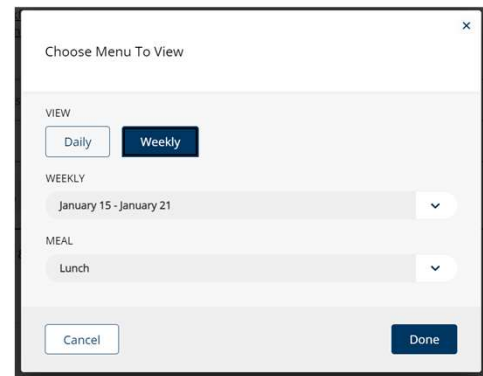 ×
Choose Menu To View
VIEW
Daily Weekly
WEEKLY
January 15 - January 21
MEAL
Lunch
Cancel Done